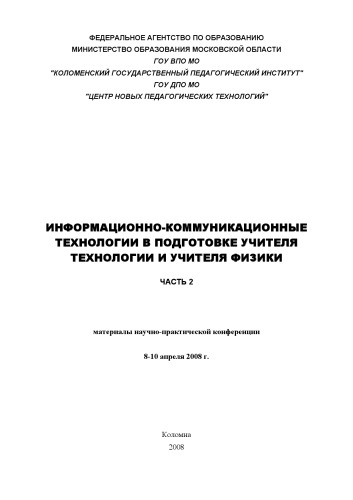 ФЕДЕРАЛЬНОЕ АГЕНТСТВО ПО ОБРАЗОВАНИЮ
МИНИСТЕРСТВО ОБРАЗОВАНИЯ МОСКОВСКОЙ ОБЛАСТИ
ГОУ ВПО МО
"КОЛОМЕНСКИЙ ГОСУДАРСТВЕННЫЙ ПЕДАГОГИЧЕСКИЙ ИНСТИТУТ"
ГОУ ДПО МО
"ЦЕНТР НОВЫХ ПЕДАГОГИЧЕСКИХ ТЕХНОЛОГИЙ"
ИНФОРМАЦИОННО-КОММУНИКАЦИОННЫЕ
ТЕХНОЛОГИИ В ПОДГОТОВКЕ УЧИТЕЛЯ
ТЕХНОЛОГИИ И УЧИТЕЛЯ ФИЗИКИ
ЧАСТЬ 2
материалы научно-практической конференции
8-10 апреля 2008 г.
Коломна
2008